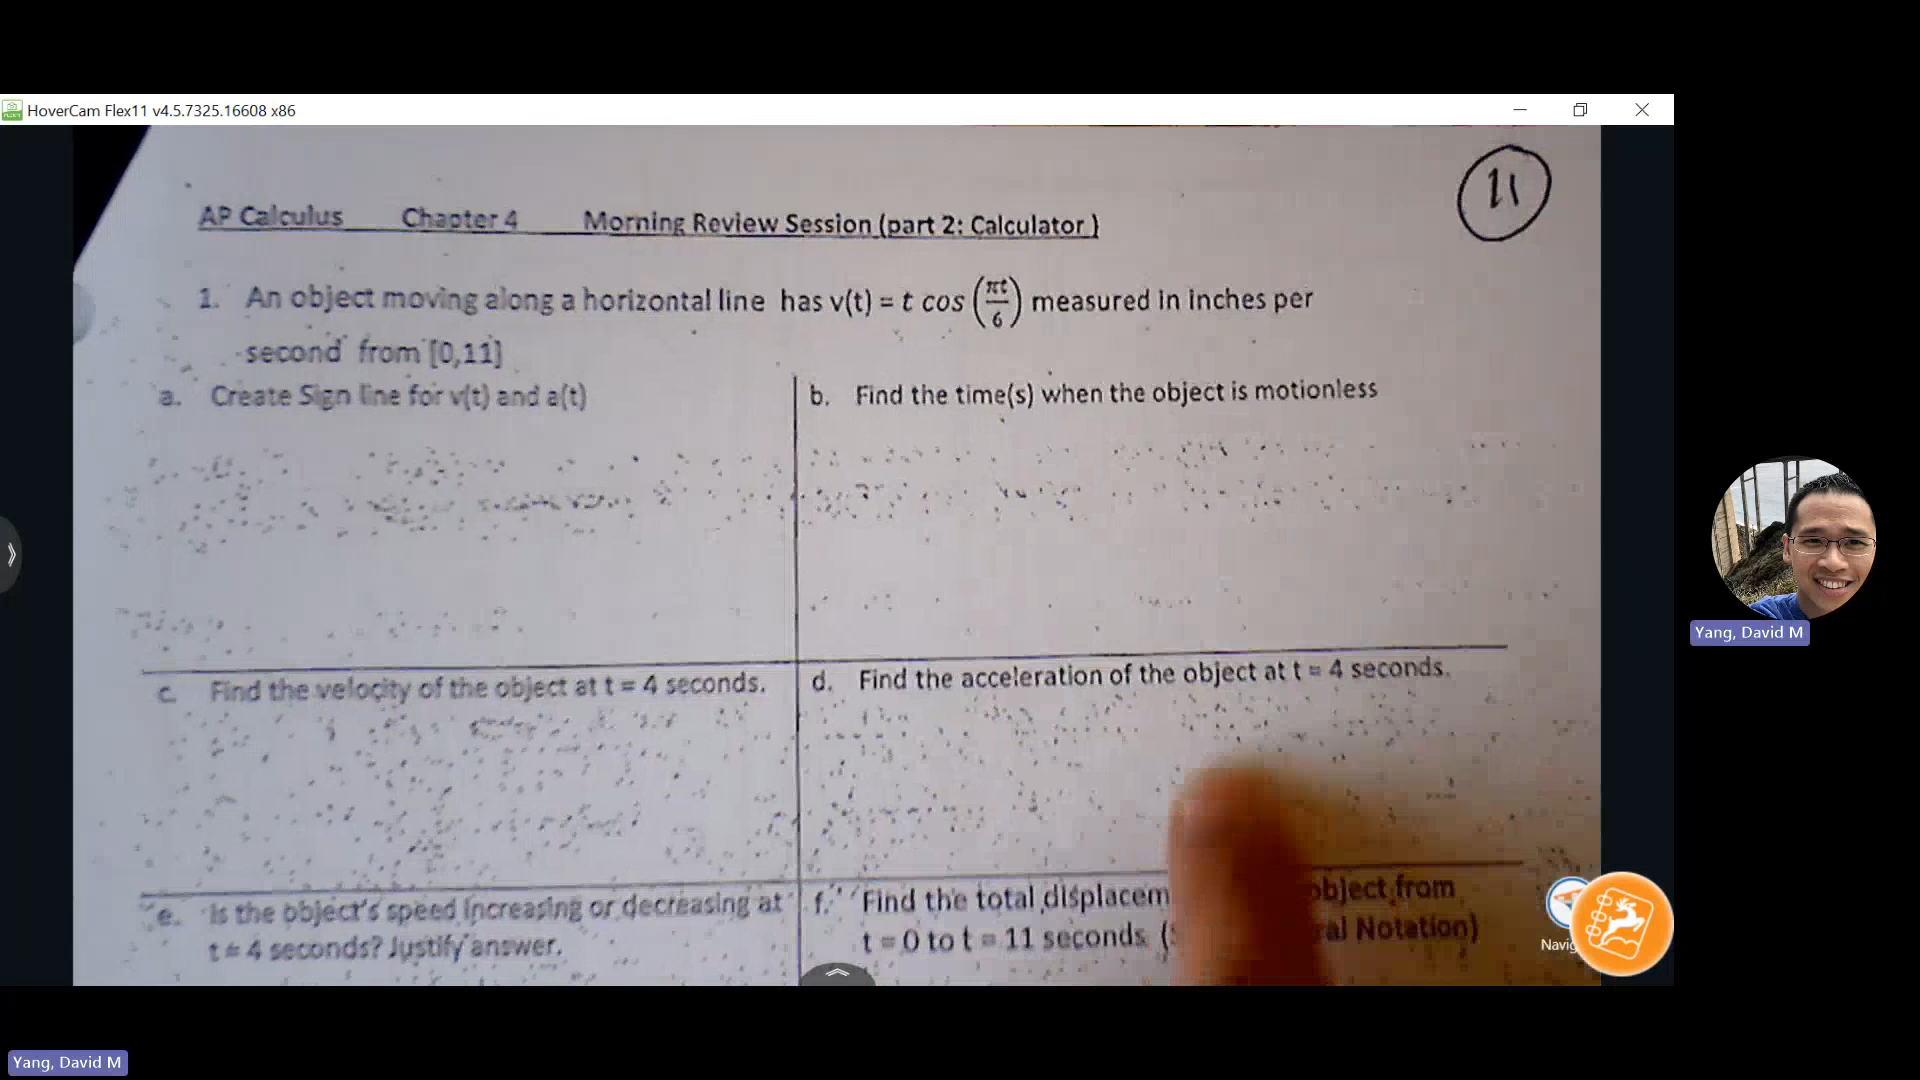 HoverCam Flex11 v4.5.7325.16608 x86
11
AP Calculus Chapter 4 Morning Review Session (part 2: Calculator )
1. An object moving along a horizontal line has v(t) = t cos (πt/6) measured in inches per
second from [0,11]
a. Create Sign line for v(t) and a(t)
b. Find the time(s) when the object is motionless
c. Find the velocity of the object at t = 4 seconds.
d. Find the acceleration of the object at t = 4 seconds.
e. Is the object's speed increasing or decreasing at
t = 4 seconds? Justify answer.
f. Find the total displacem object from
t = 0 to t = 11 seconds ( ral Notation)
Navig
Yang, David M
Yang, David M